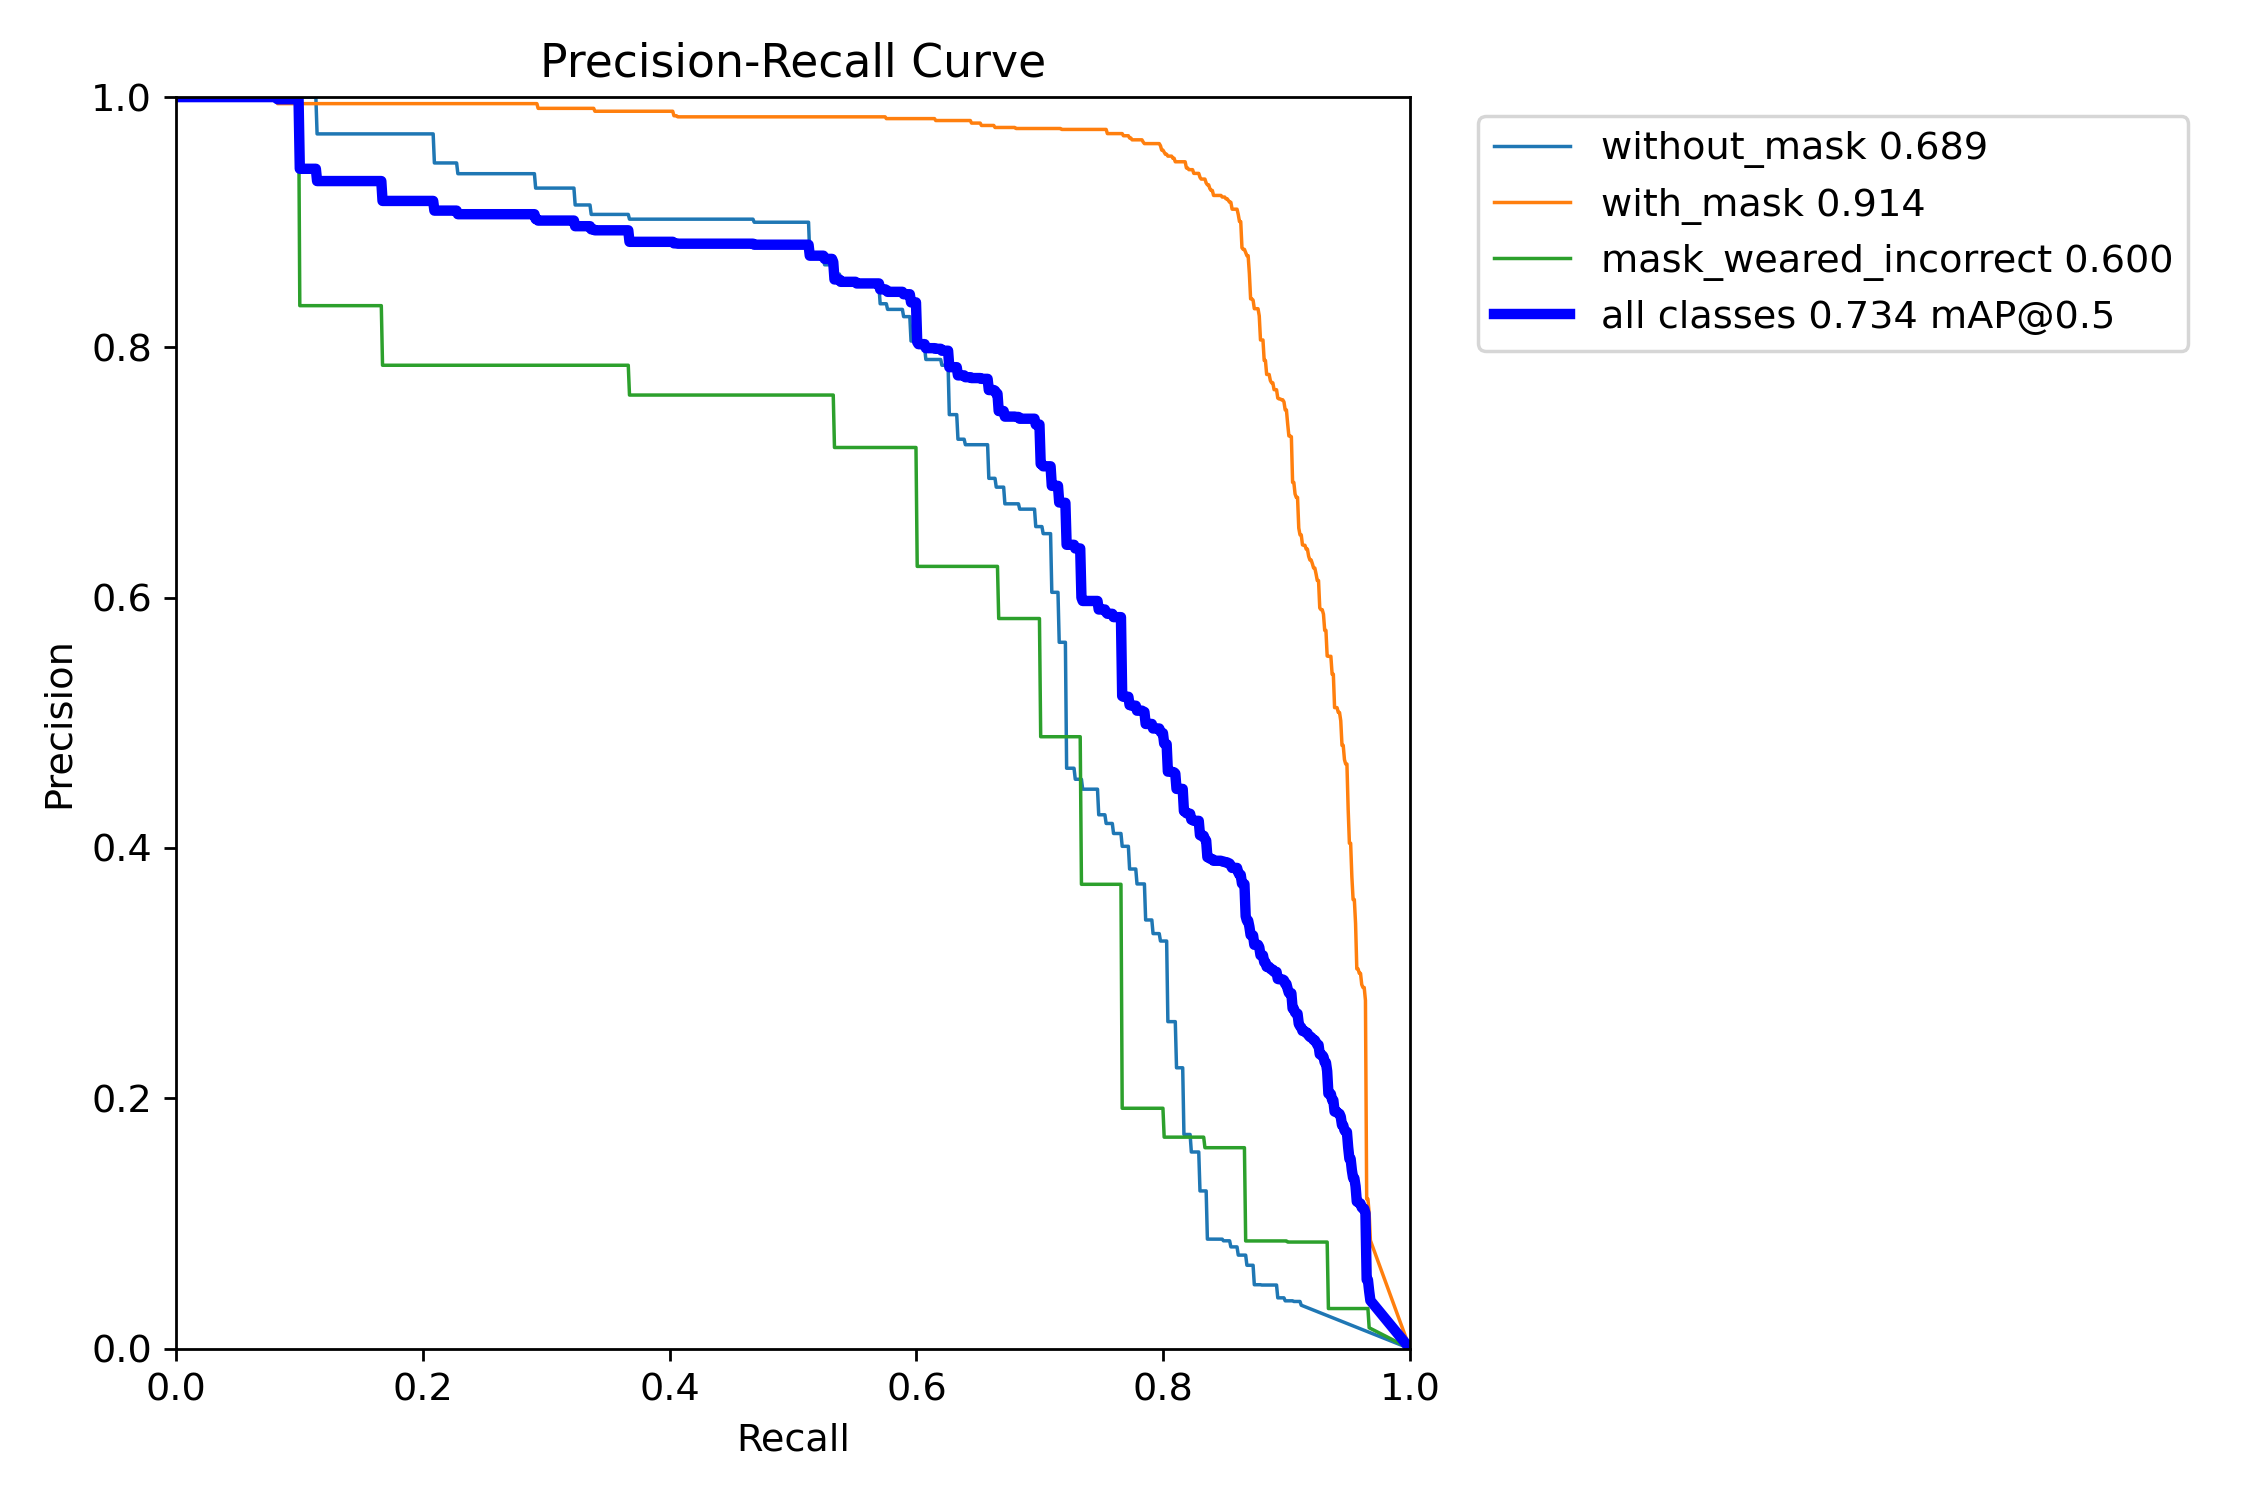 Precision-Recall Curve
1.0
0.8
0.6
0.4
0.2
0.0
Precision
0.0 0.2 0.4 0.6 0.8 1.0
Recall
without_mask 0.689
with_mask 0.914
mask_weared_incorrect 0.600
all classes 0.734 mAP@0.5